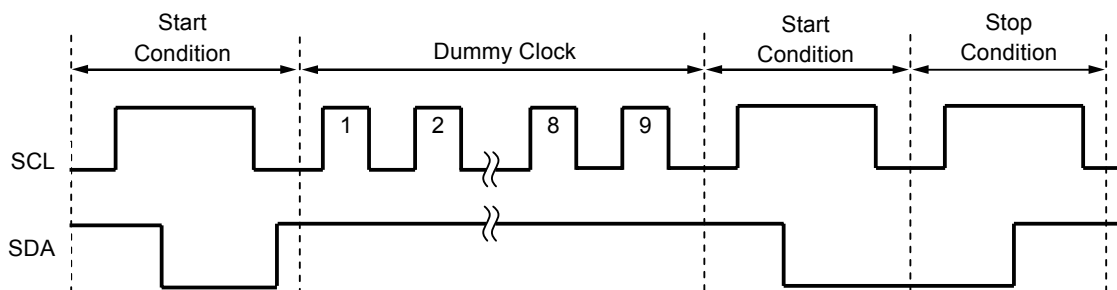 Start
Condition
Dummy Clock
Start
Condition
Stop
Condition
SCL
1
2
8
9
SDA